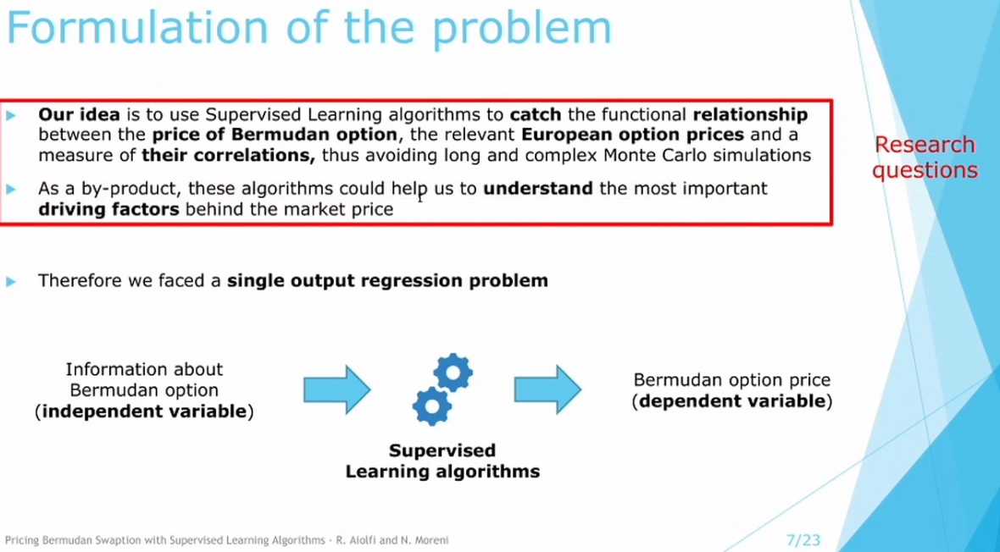 Formulation of the problem
Our idea is to use Supervised Learning algorithms to catch the functional relationship
between the price of Bermudan option, the relevant European option prices and a
measure of their correlations, thus avoiding long and complex Monte Carlo simulations
As a by-product, these algorithms could help us to understand the most important
driving factors behind the market price
Research
questions
Therefore we faced a single output regression problem
Information about
Bermudan option
(independent variable)
Supervised
Learning algorithms
Bermudan option price
(dependent variable)
Pricing Bermudan Swaption with Supervised Learning Algorithms - R. Aiolfi and N. Moreni
7/23